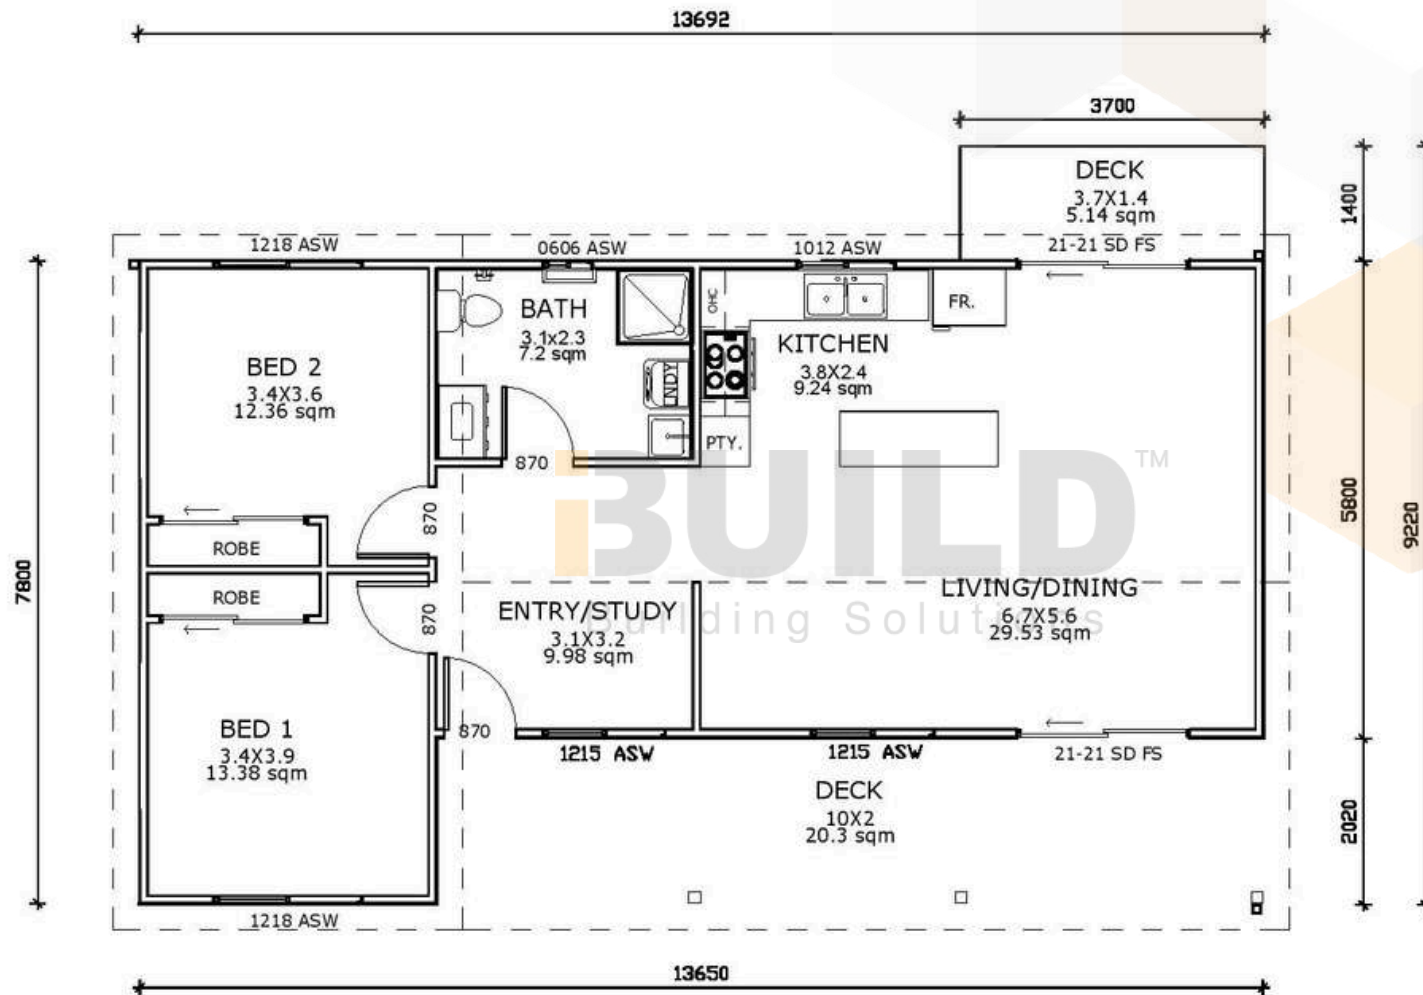 13692
3700
DECK
3.7X1.4
5.14 sqm
1400
1218 ASW
0606 ASW
1012 ASW
21-21 SD FS
BATH
3.1x2.3
7.2 sqm
OHC
FR.
KITCHEN
3.8X2.4
9.24 sqm
BED 2
3.4X3.6
12.36 sqm
LNDY
PTY.
870
iBUILD™
Building Solutions
870
5800
9220
7800
ROBE
ROBE
870
ENTRY/STUDY
3.1X3.2
9.98 sqm
LIVING/DINING
6.7X5.6
29.53 sqm
BED 1
3.4X3.9
13.38 sqm
870
1215 ASW
1215 ASW
21-21 SD FS
DECK
10X2
20.3 sqm
2020
1218 ASW
13650